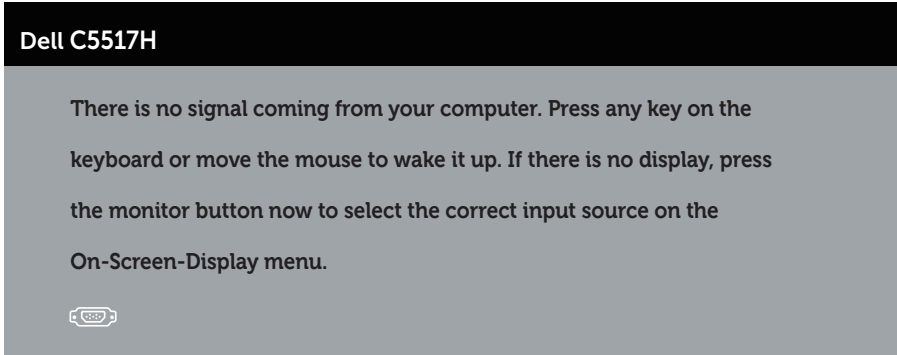 Dell C5517H
There is no signal coming from your computer. Press any key on the
keyboard or move the mouse to wake it up. If there is no display, press
the monitor button now to select the correct input source on the
On-Screen-Display menu.